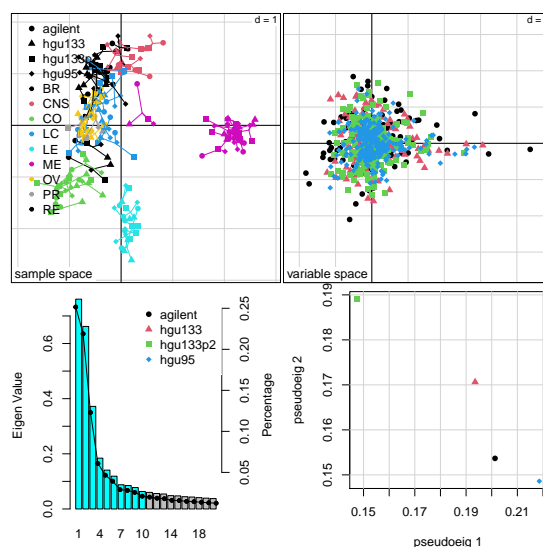 d = 1
agilent
hgu133
hgu133p2
hgu95
BR
CNS
CO
LC
LE
ME
OV
PR
RE
sample space
d = 1
variable space
agilent
hgu133
hgu133p2
hgu95
Eigen Value
0.0 0.2 0.4 0.6
Percentage
0.05 0.10 0.15 0.20 0.25
1 4 7 10 14 18
pseudoeig 2
0.15 0.16 0.17 0.18 0.19
0.15 0.17 0.19 0.21
pseudoeig 1